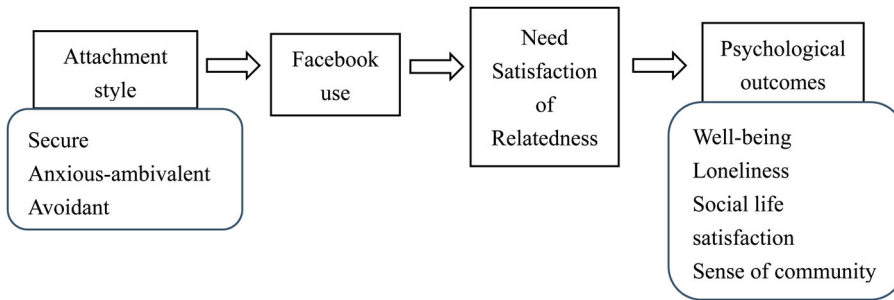 Attachment
style
Secure
Anxious-ambivalent
Avoidant
Facebook
use
Need
Satisfaction
of
Relatedness
Psychological
outcomes
Well-being
Loneliness
Social life
satisfaction
Sense of community